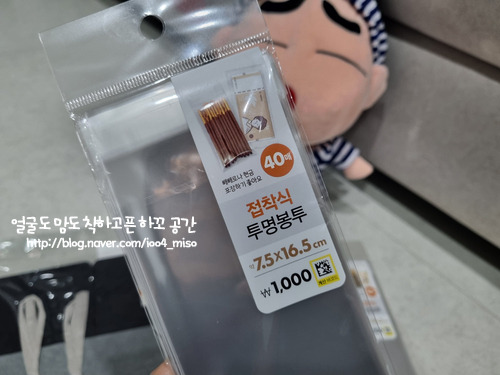 40매
빼빼로나 현금
포장하기 좋아요
접착식
투명봉투
약 7.5X16.5cm
₩1,000
얼굴도 맘도 착하고픈 하꼬 공간
http://blog.naver.com/ioo4_miso